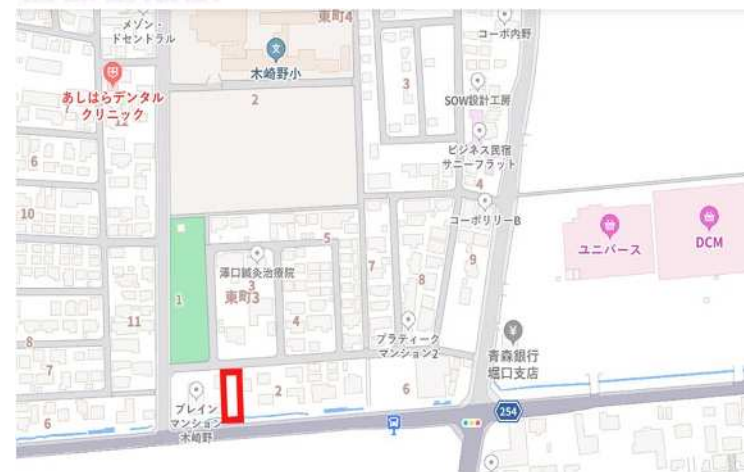 メゾン・
ドセントラル
東町4
コーポ内野
木崎野小
あしはらデンタル
クリニック
12
2
3
SOW設計工房
ビジネス民宿
サニーフラット
6
4
10
コーポリリーB
ユニバース
DCM
5
7
澤口鍼灸治療院
3
東町3
8
9
1
4
11
8
プラティーク
マンション2
青森銀行
堀口支店
7
2
6
ブレイン
マンション
木崎野
6
254